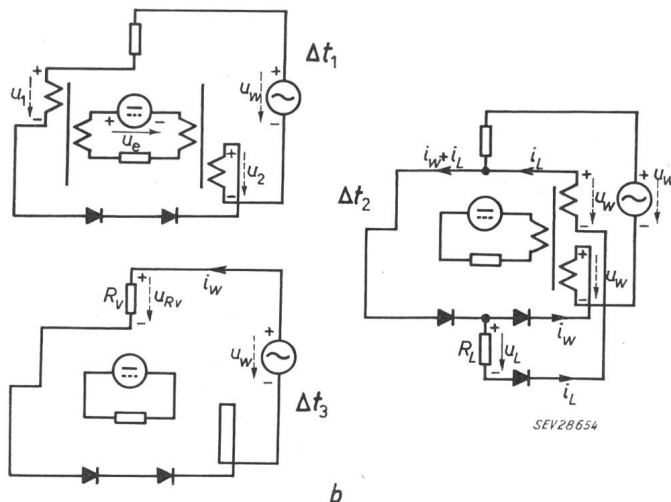 Δt1
+
u1
−
+
uw
−
+
−
ue
+
u2
−
Δt2
iw+iL
iL
+
uw
−
+
uw
−
+
uw
−
+
RL
uL
−
iw
iL
Rv
+
uRv
−
iw
+
uw
−
Δt3
SEV28654
b